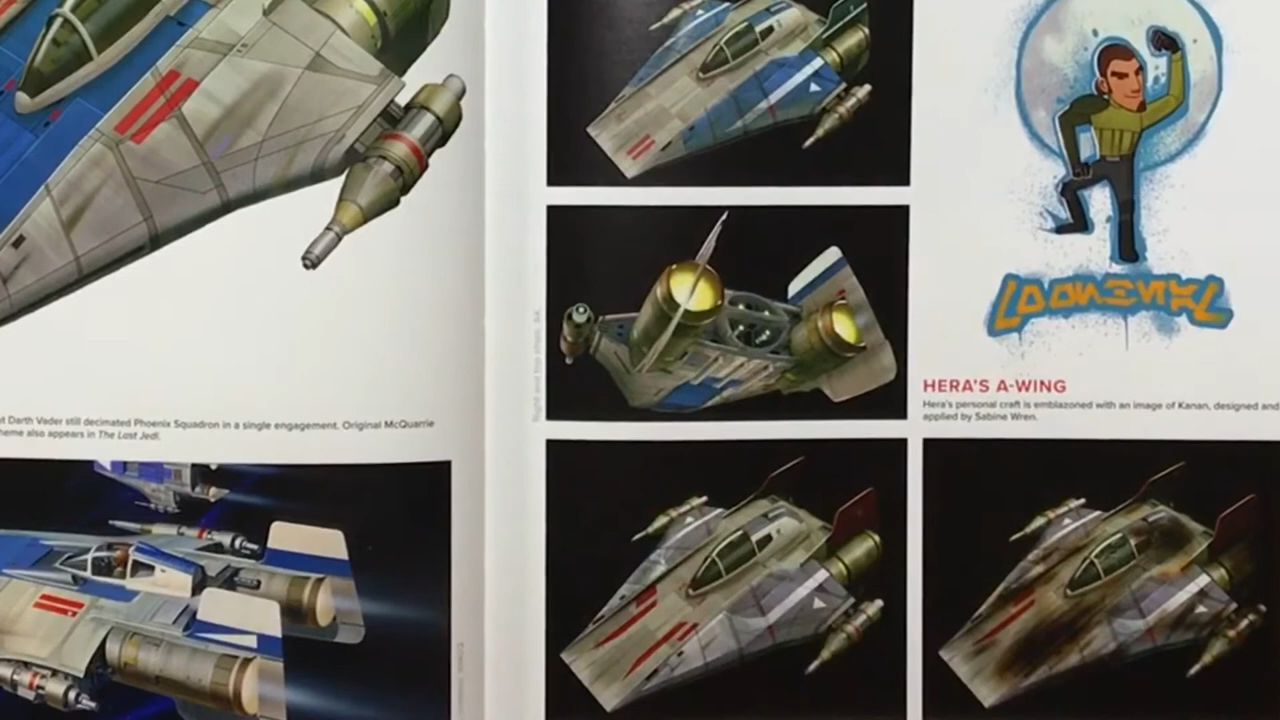 t Darth Vader still decimated Phoenix Squadron in a single engagement. Original McQuarrie
heme also appears in The Last Jedi.
HERA'S A-WING
Hera's personal craft is emblazoned with an image of Kanan, designed and
applied by Sabine Wren.